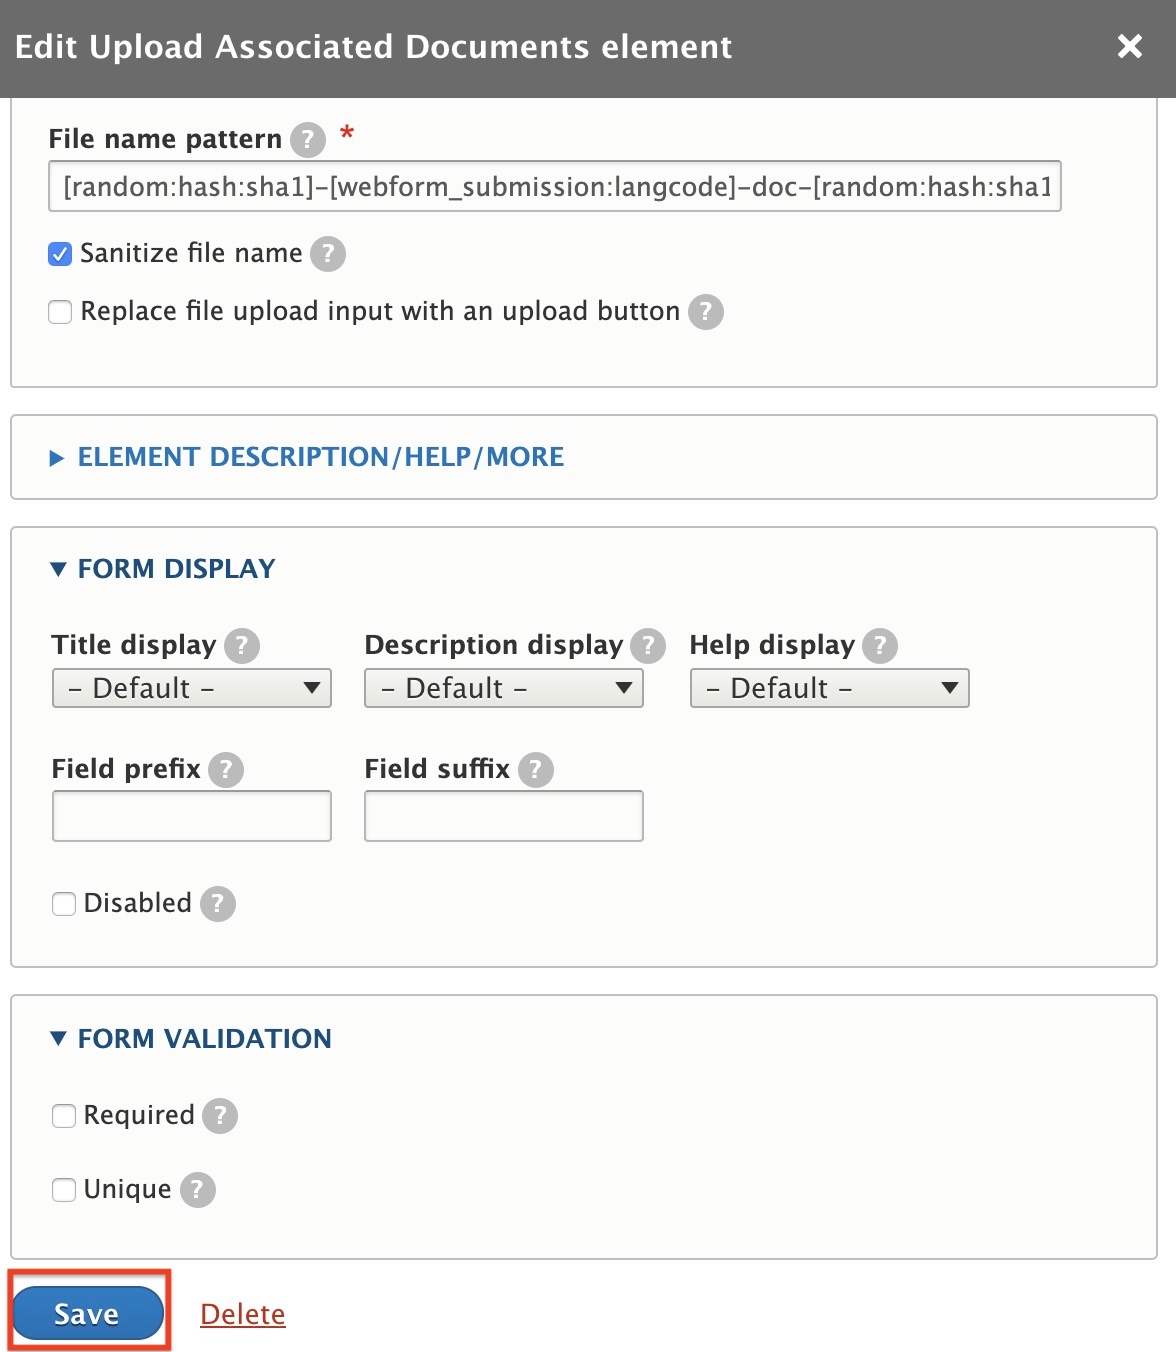 Edit Upload Associated Documents element
File name pattern ? *
[random:hash:sha1]-[webform_submission:langcode]-doc-[random:hash:sha1
Sanitize file name ?
Replace file upload input with an upload button ?
ELEMENT DESCRIPTION/HELP/MORE
FORM DISPLAY
Title display ? Description display ? Help display ?
- Default - - Default - - Default -
Field prefix ? Field suffix ?
Disabled ?
FORM VALIDATION
Required ?
Unique ?
Save Delete